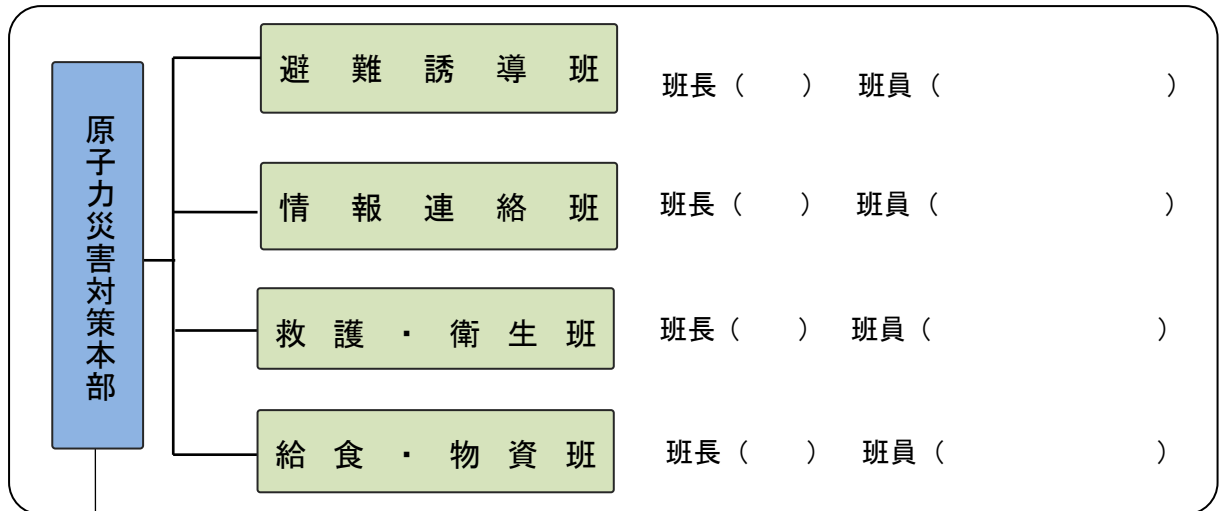 原子力災害対策本部
避難誘導班 班長（　　） 班員（　　　　　　　　）
情報連絡班 班長（　　） 班員（　　　　　　　　）
救護・衛生班 班長（　　） 班員（　　　　　　　　）
給食・物資班 班長（　　） 班員（　　　　　　　　）